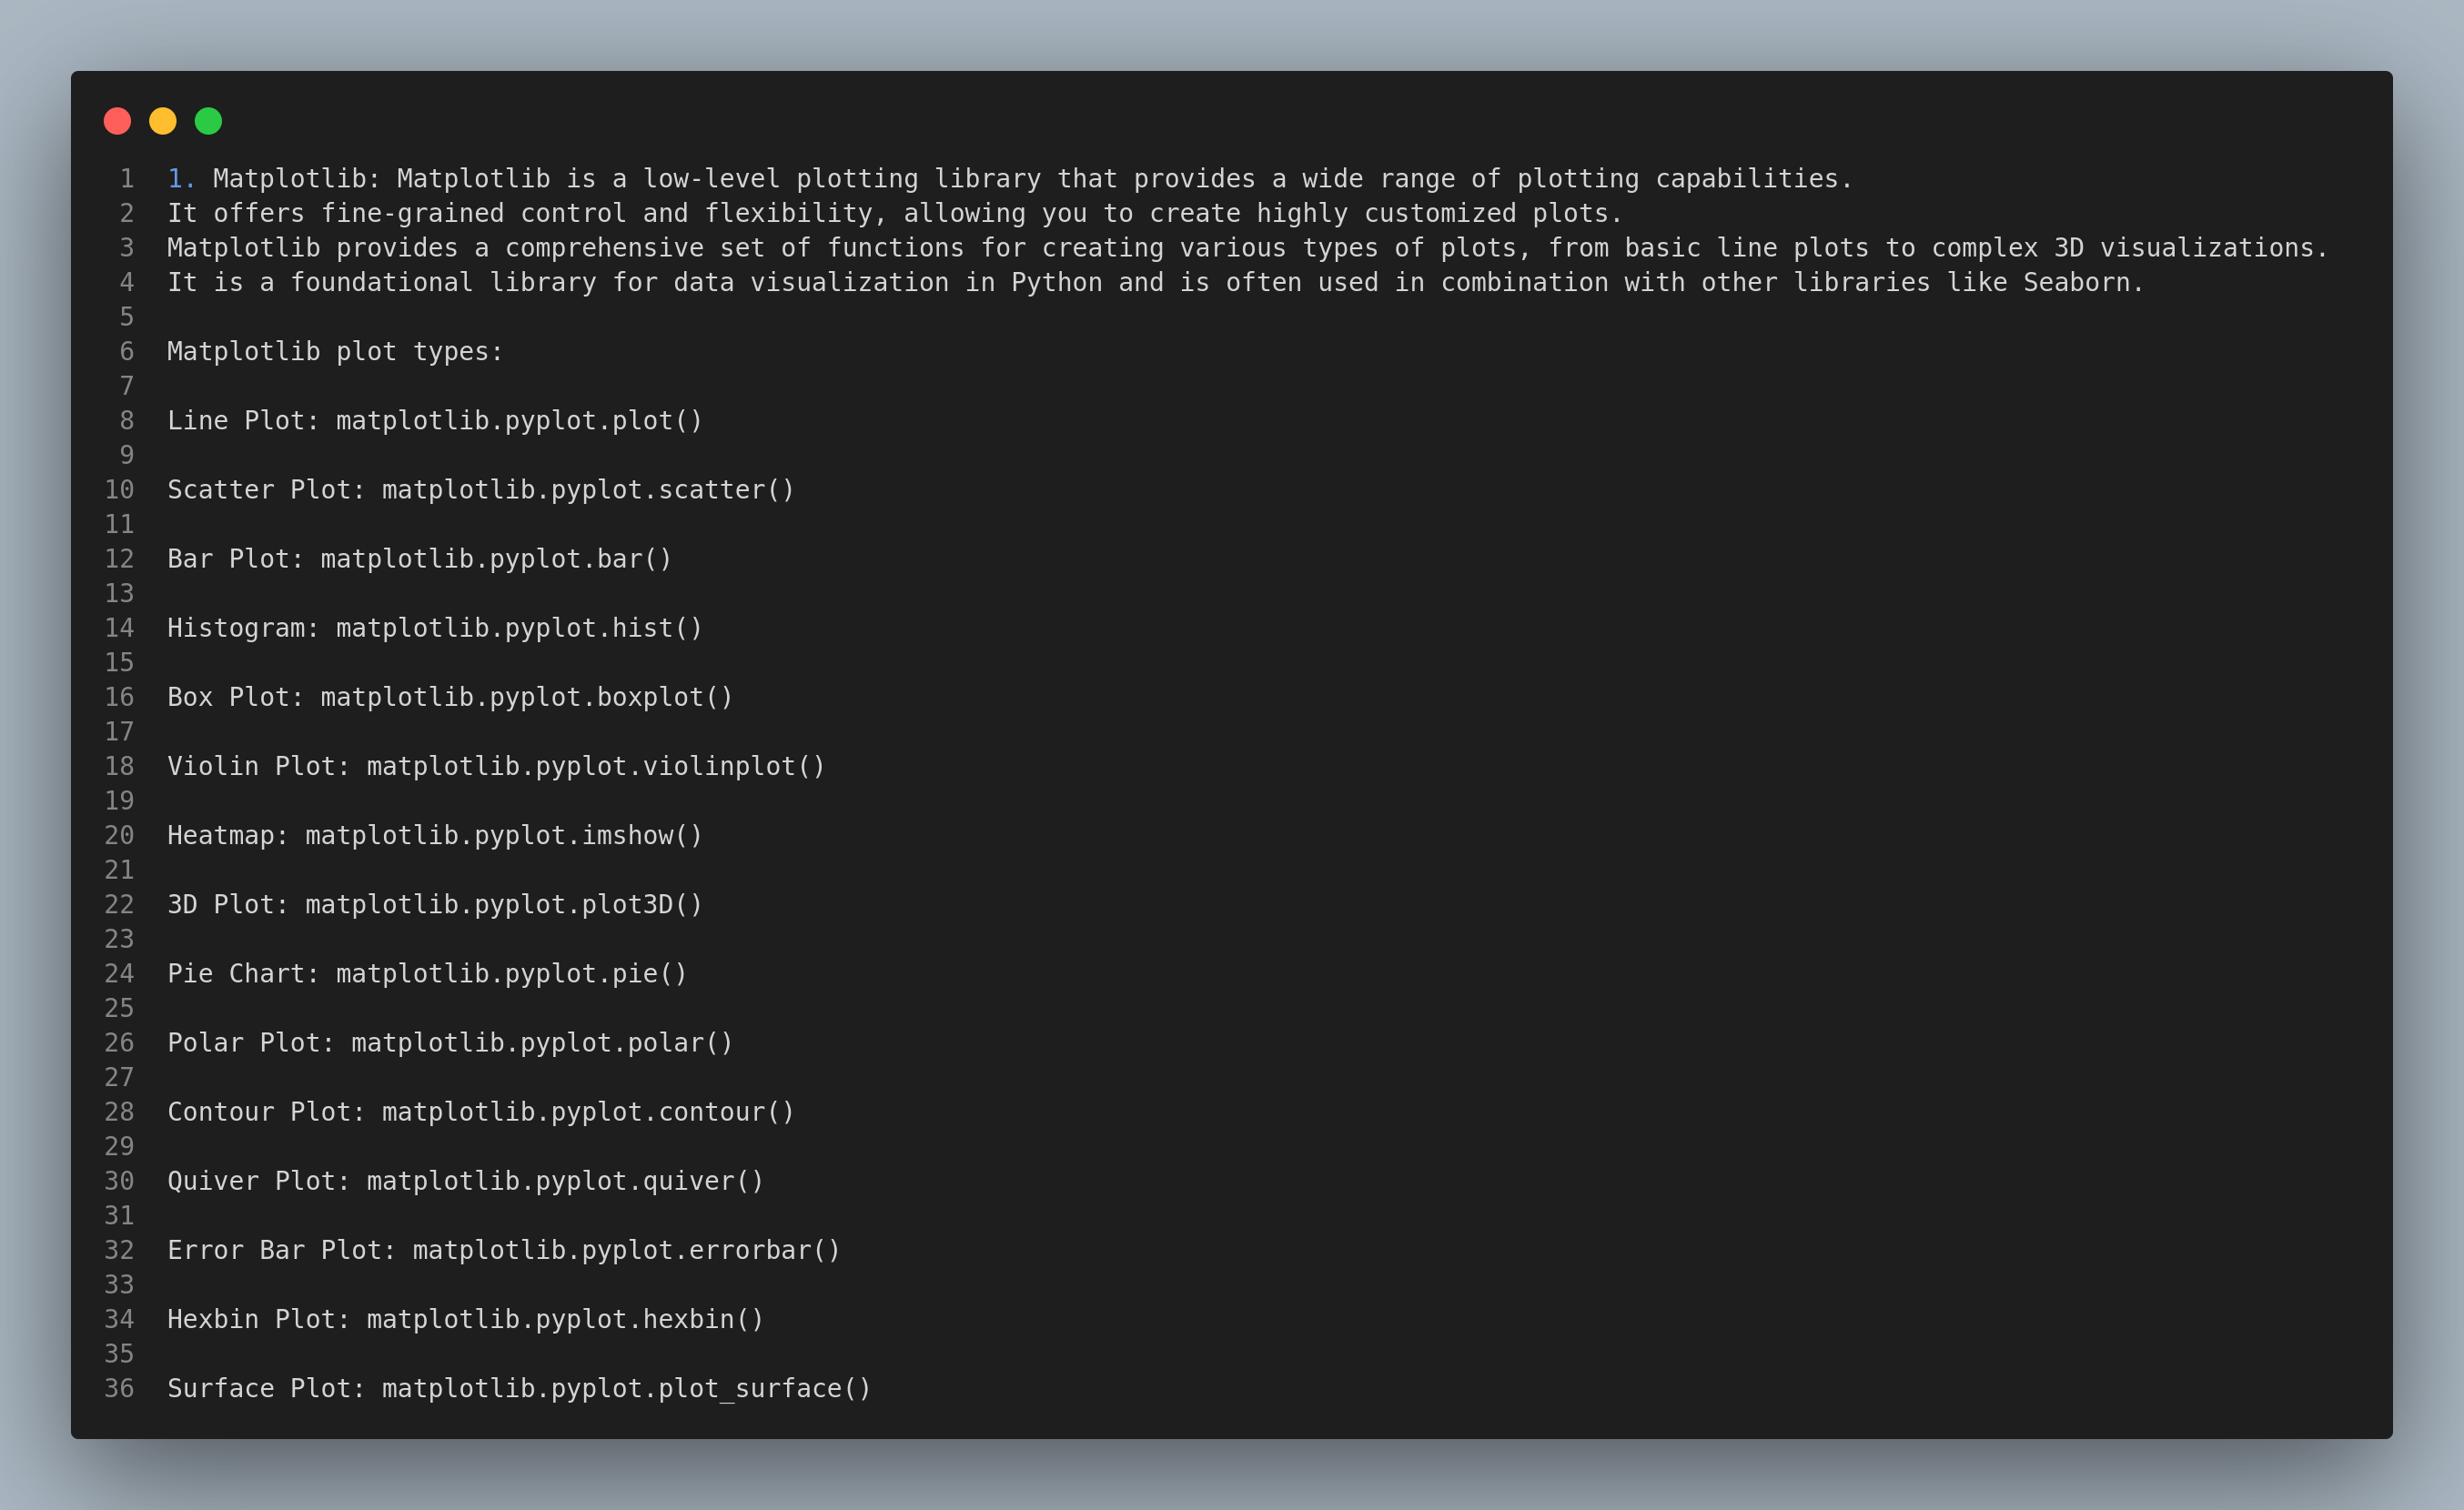 1 1. Matplotlib: Matplotlib is a low-level plotting library that provides a wide range of plotting capabilities.
2 It offers fine-grained control and flexibility, allowing you to create highly customized plots.
3 Matplotlib provides a comprehensive set of functions for creating various types of plots, from basic line plots to complex 3D visualizations.
4 It is a foundational library for data visualization in Python and is often used in combination with other libraries like Seaborn.
5
6 Matplotlib plot types:
7
8 Line Plot: matplotlib.pyplot.plot()
9
10 Scatter Plot: matplotlib.pyplot.scatter()
11
12 Bar Plot: matplotlib.pyplot.bar()
13
14 Histogram: matplotlib.pyplot.hist()
15
16 Box Plot: matplotlib.pyplot.boxplot()
17
18 Violin Plot: matplotlib.pyplot.violinplot()
19
20 Heatmap: matplotlib.pyplot.imshow()
21
22 3D Plot: matplotlib.pyplot.plot3D()
23
24 Pie Chart: matplotlib.pyplot.pie()
25
26 Polar Plot: matplotlib.pyplot.polar()
27
28 Contour Plot: matplotlib.pyplot.contour()
29
30 Quiver Plot: matplotlib.pyplot.quiver()
31
32 Error Bar Plot: matplotlib.pyplot.errorbar()
33
34 Hexbin Plot: matplotlib.pyplot.hexbin()
35
36 Surface Plot: matplotlib.pyplot.plot_surface()